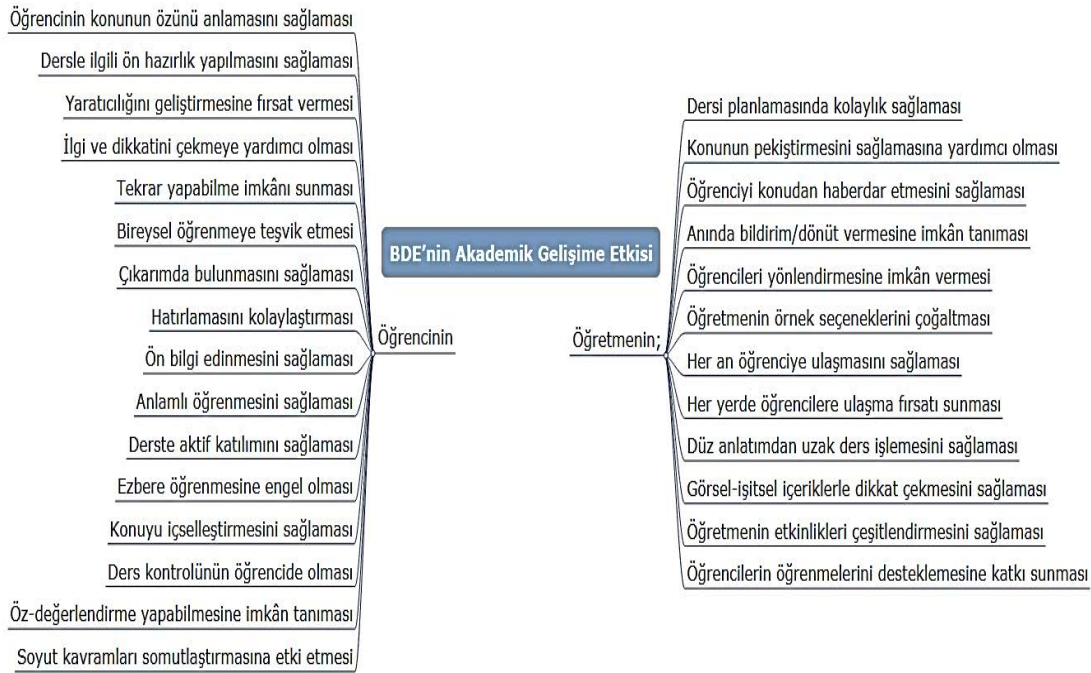 Öğrencinin konunun özünü anlamasını sağlaması
Dersle ilgili ön hazırlık yapılmasını sağlaması
Yaratıcılığını geliştirmesine fırsat vermesi
İlgi ve dikkatini çekmeye yardımcı olması
Tekrar yapabilme imkânı sunması
Bireysel öğrenmeye teşvik etmesi
Çıkarımda bulunmasını sağlaması
Hatırlamasını kolaylaştırması
Ön bilgi edinmesini sağlaması
Anlamlı öğrenmesini sağlaması
Derste aktif katılımını sağlaması
Ezbere öğrenmesine engel olması
Konuyu içselleştirmesini sağlaması
Ders kontrolünün öğrencide olması
Öz-değerlendirme yapabilmesine imkân tanıması
Soyut kavramları somutlaştırmasına etki etmesi
Öğrencinin
BDE'nin Akademik Gelişime Etkisi
Öğretmenin;
Dersi planlamasında kolaylık sağlaması
Konunun pekiştirmesini sağlamasına yardımcı olması
Öğrenciyi konudan haberdar etmesini sağlaması
Anında bildirim/dönüt vermesine imkân tanıması
Öğrencileri yönlendirmesine imkân vermesi
Öğretmenin örnek seçeneklerini çoğaltması
Her an öğrenciye ulaşmasını sağlaması
Her yerde öğrencilere ulaşma fırsatı sunması
Düz anlatımdan uzak ders işlemesini sağlaması
Görsel-işitsel içeriklerle dikkat çekmesini sağlaması
Öğretmenin etkinlikleri çeşitlendirmesini sağlaması
Öğrencilerin öğrenmelerini desteklemesine katkı sunması